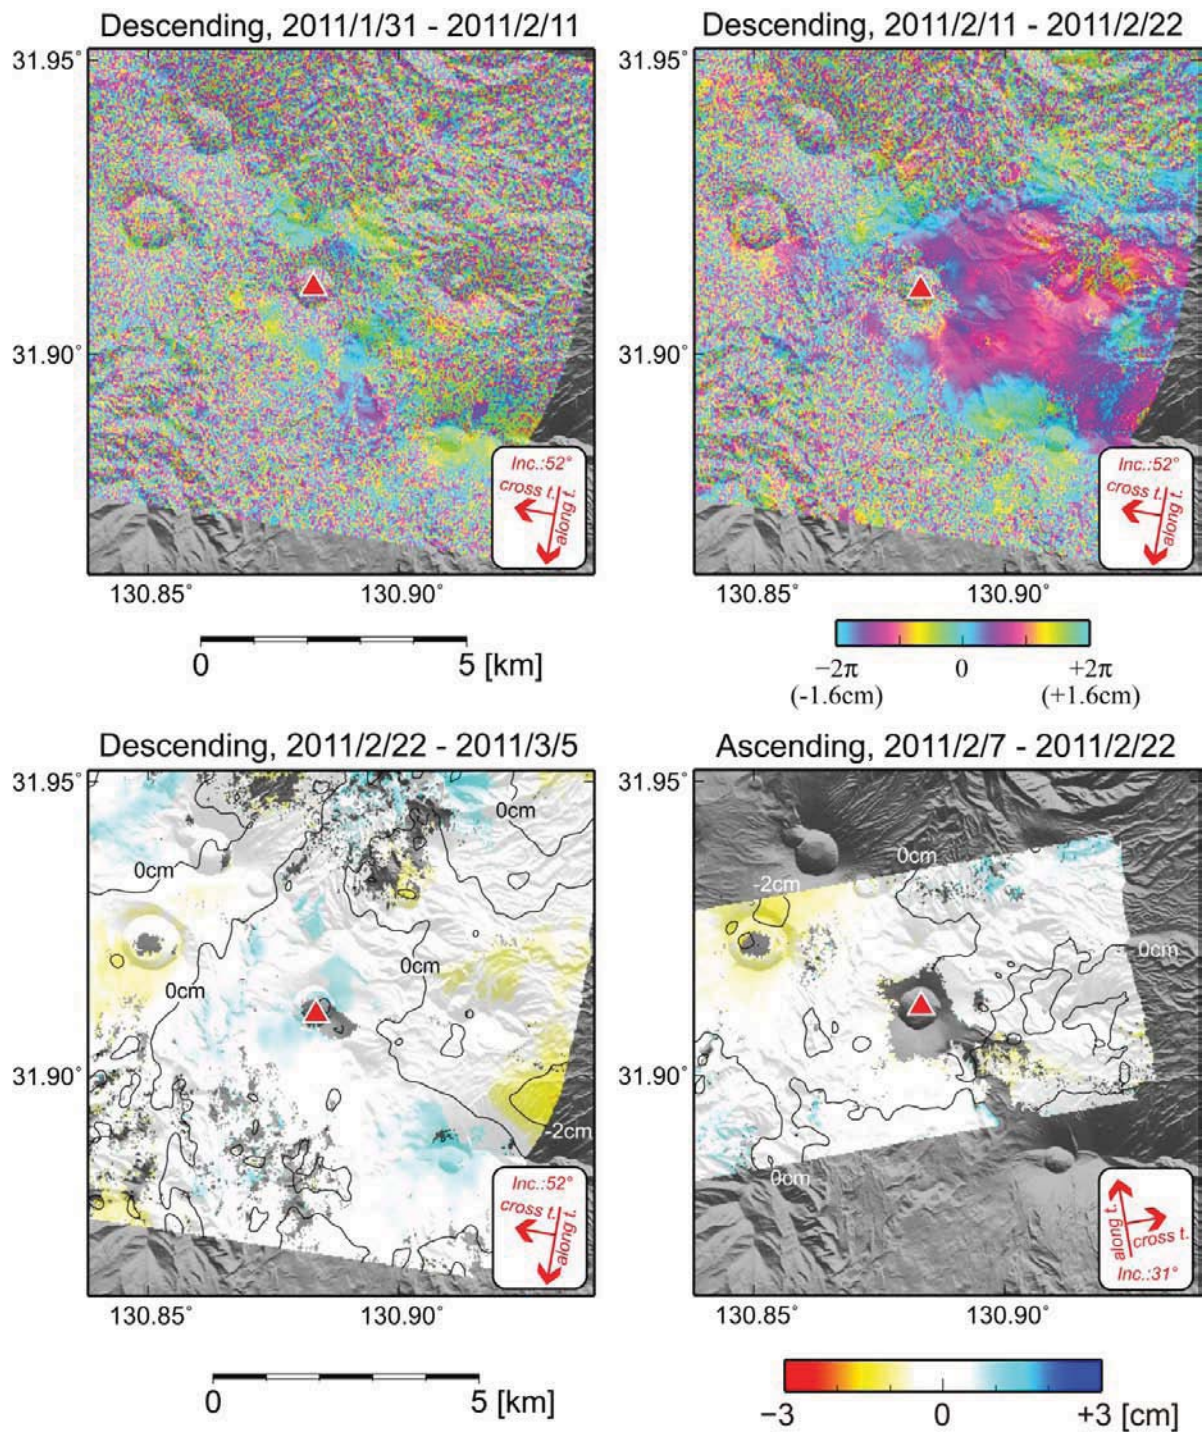 Descending, 2011/1/31 - 2011/2/11
Descending, 2011/2/11 - 2011/2/22
31.95°
31.95°
31.90°
31.90°
Inc.:52°
cross t.
along t.
Inc.:52°
cross t.
along t.
130.85°
130.90°
130.85°
130.90°
0
5 [km]
−2π
0
+2π
(-1.6cm)
(+1.6cm)
Descending, 2011/2/22 - 2011/3/5
Ascending, 2011/2/7 - 2011/2/22
31.95°
31.95°
0cm
0cm
0cm
-2cm
0cm
0cm
0cm
31.90°
31.90°
-2cm
0cm
Inc.:52°
cross t.
along t.
along t.
cross t.
Inc.:31°
130.85°
130.90°
130.85°
130.90°
0
5 [km]
−3
0
+3 [cm]